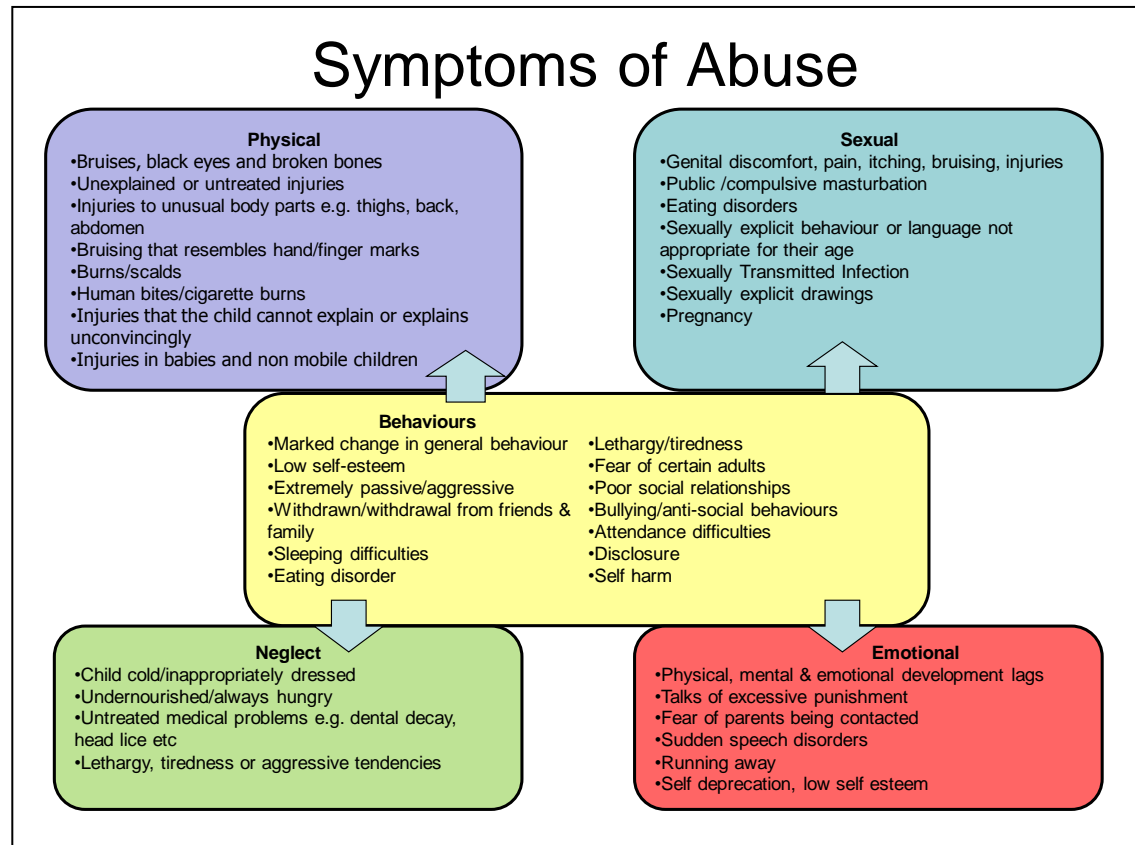 Symptoms of Abuse
Physical
•Bruises, black eyes and broken bones
•Unexplained or untreated injuries
•Injuries to unusual body parts e.g. thighs, back,
abdomen
•Bruising that resembles hand/finger marks
•Burns/scalds
•Human bites/cigarette burns
•Injuries that the child cannot explain or explains
unconvincingly
•Injuries in babies and non mobile children
Sexual
•Genital discomfort, pain, itching, bruising, injuries
•Public /compulsive masturbation
•Eating disorders
•Sexually explicit behaviour or language not
appropriate for their age
•Sexually Transmitted Infection
•Sexually explicit drawings
•Pregnancy
Behaviours
•Marked change in general behaviour
•Low self-esteem
•Extremely passive/aggressive
•Withdrawn/withdrawal from friends &
family
•Sleeping difficulties
•Eating disorder
•Lethargy/tiredness
•Fear of certain adults
•Poor social relationships
•Bullying/anti-social behaviours
•Attendance difficulties
•Disclosure
•Self harm
Neglect
•Child cold/inappropriately dressed
•Undernourished/always hungry
•Untreated medical problems e.g. dental decay,
head lice etc
•Lethargy, tiredness or aggressive tendencies
Emotional
•Physical, mental & emotional development lags
•Talks of excessive punishment
•Fear of parents being contacted
•Sudden speech disorders
•Running away
•Self deprecation, low self esteem